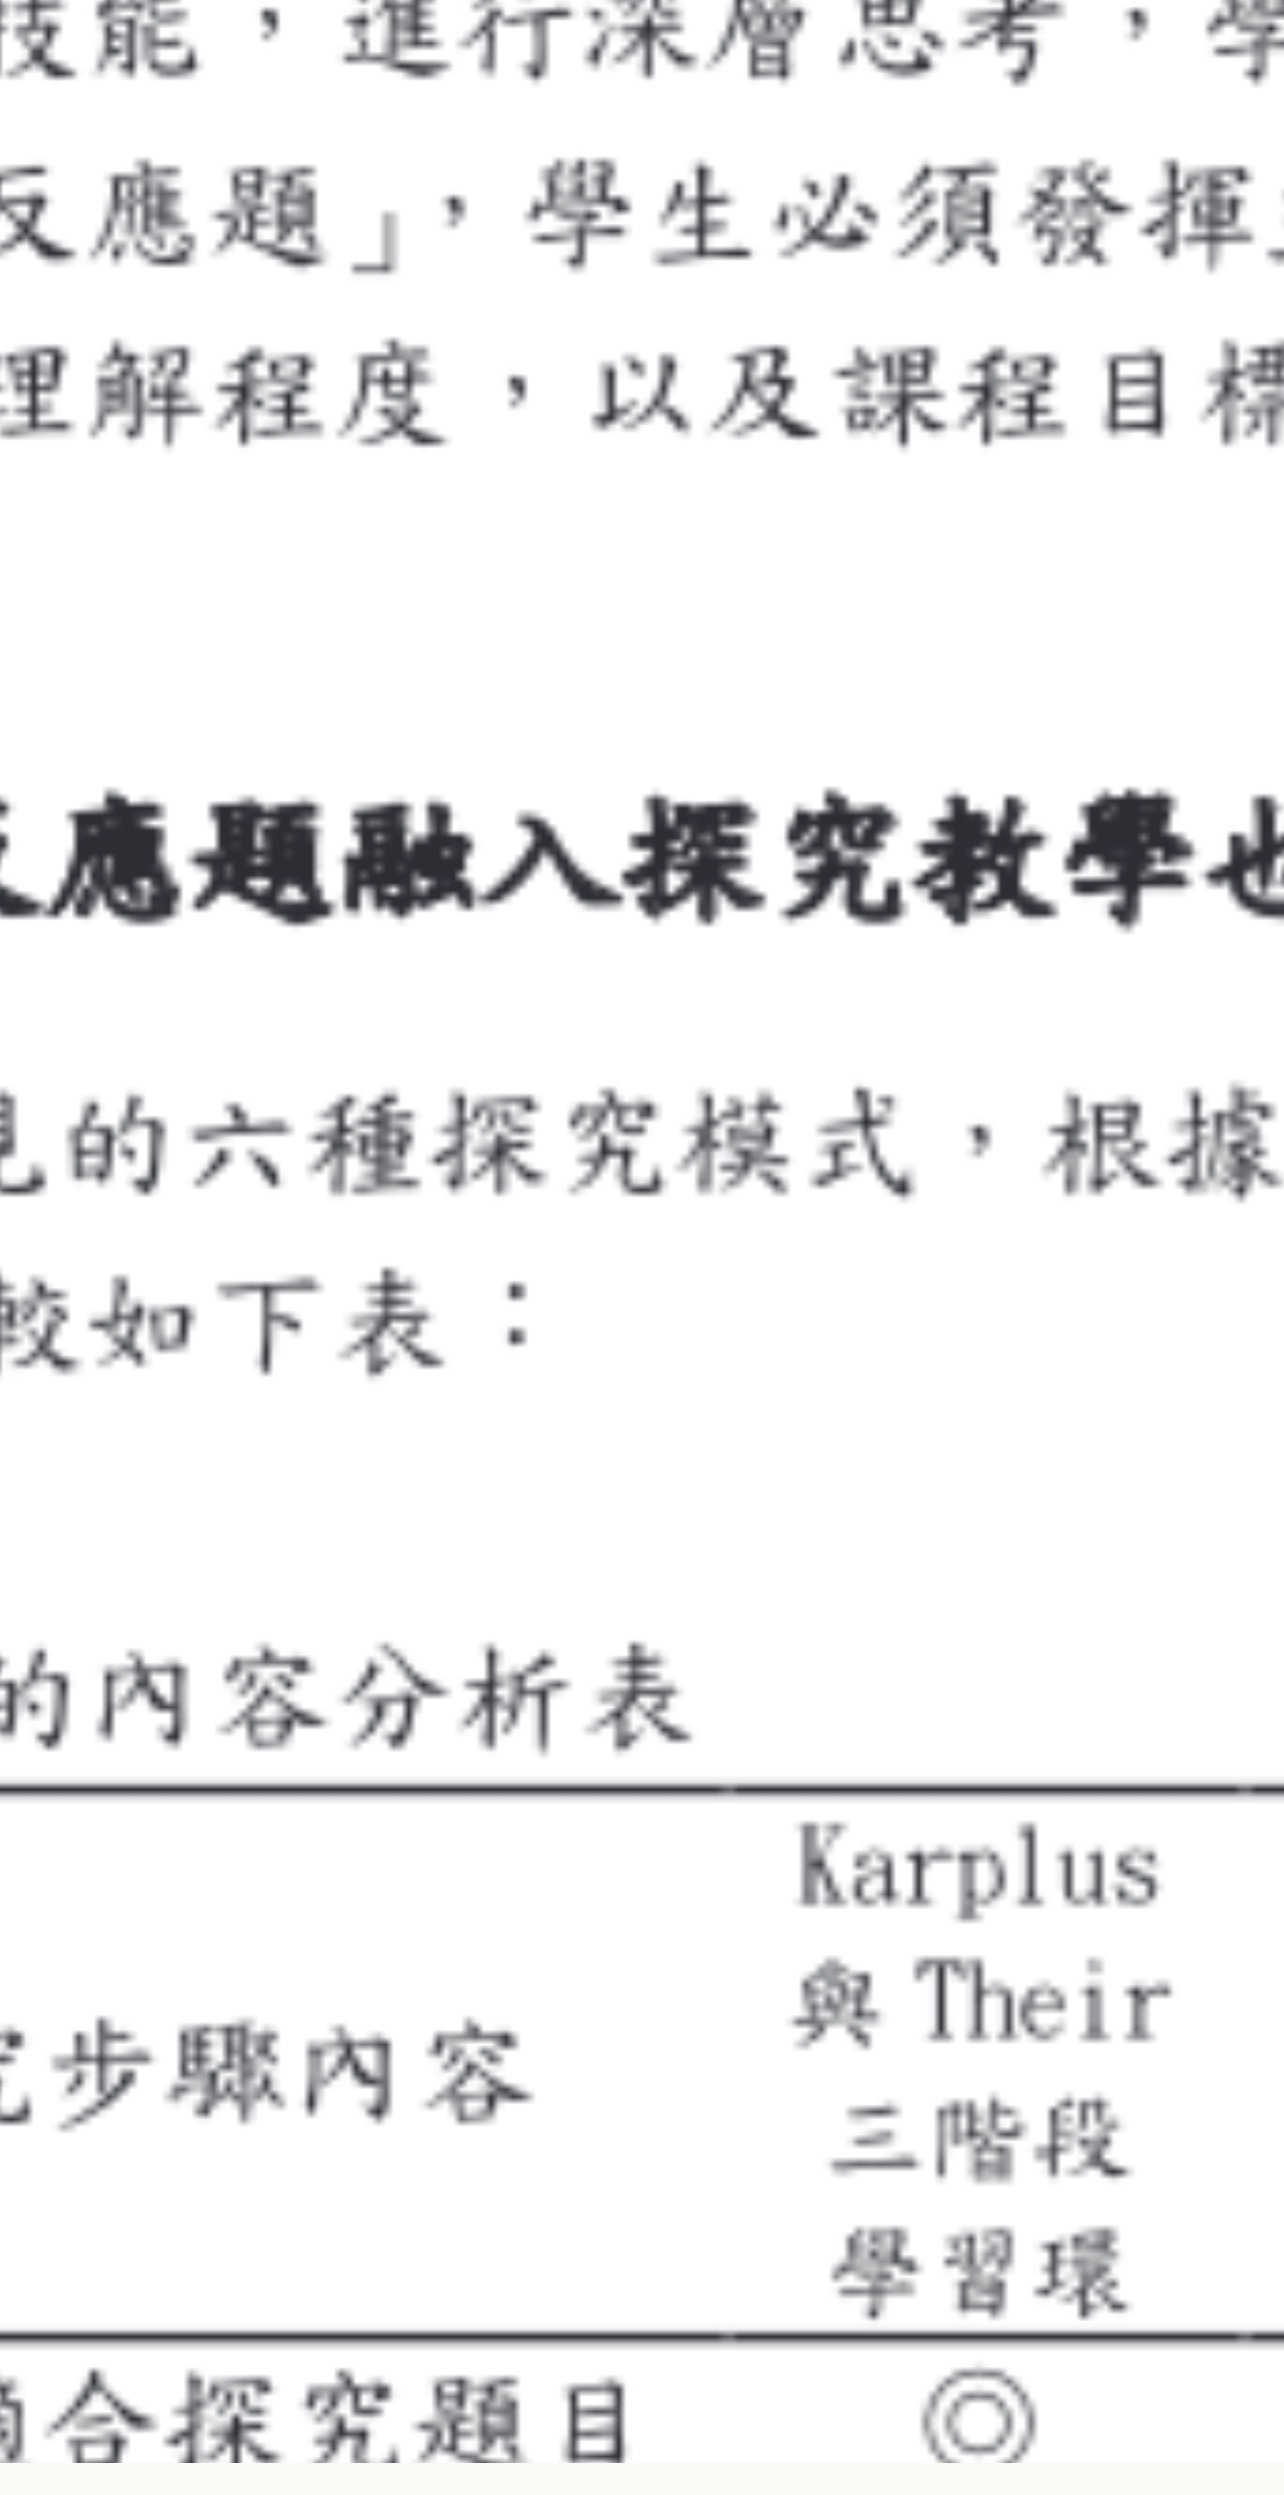 技能，進行深層思考，學
反應題」，學生必須發揮
理解程度，以及課程目標
應題融入探究教學也
的六種探究模式，根據
較如下表：
的內容分析表
Karplus
與 Their
三階段
學習環
究步驟內容
適合探究題目 ◎